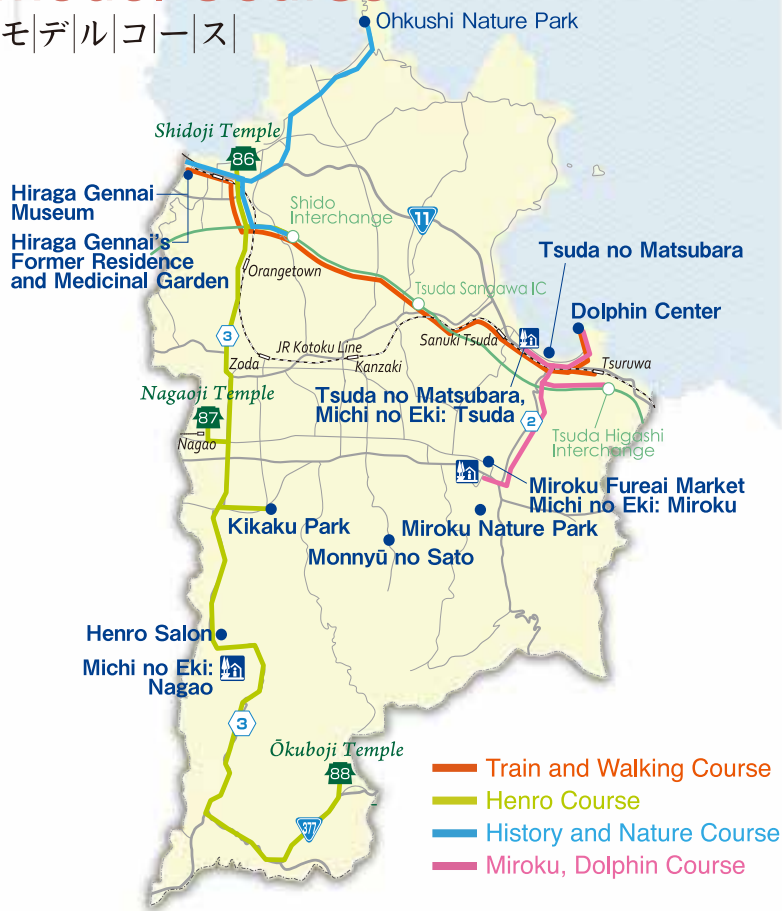 モデルコース
Ohkushi Nature Park
Shidoji Temple
86
Hiraga Gennai
Museum
Hiraga Gennai's
Former Residence
and Medicinal Garden
Shido
Interchange
11
Orangetown
Tsuda Sangawa IC
Tsuda no Matsubara
Dolphin Center
3
JR Kotoku Line
Zoda
Kanzaki
Sanuki Tsuda
Tsuruwa
Nagaoji Temple
87
Nagao
Tsuda no Matsubara,
Michi no Eki: Tsuda
2
Tsuda Higashi
Interchange
Miroku Fureai Market
Michi no Eki: Miroku
Kikaku Park
Miroku Nature Park
Monnyū no Sato
Henro Salon
Michi no Eki:
Nagao
3
Ōkuboji Temple
88
377
Train and Walking Course
Henro Course
History and Nature Course
Miroku, Dolphin Course